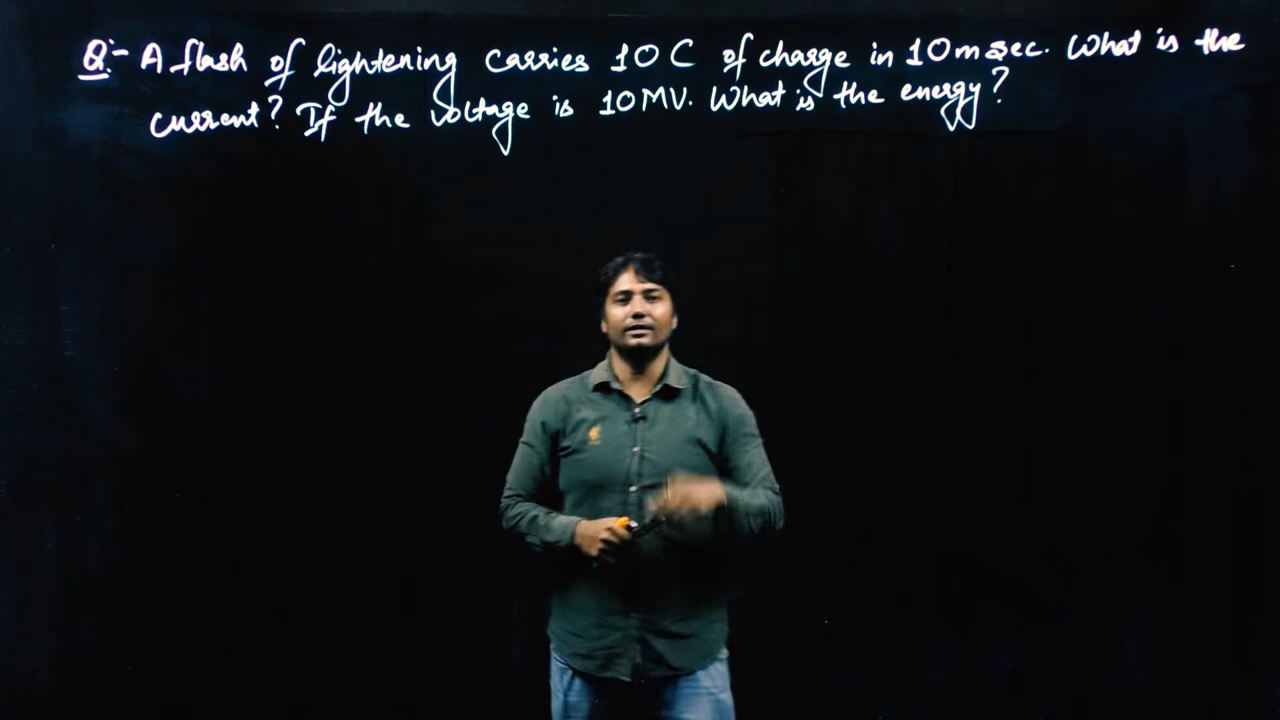 Q:- A flash of lightening carries 10 C of charge in 10 msec. What is the
current? If the voltage is 10 MV. What is the energy?